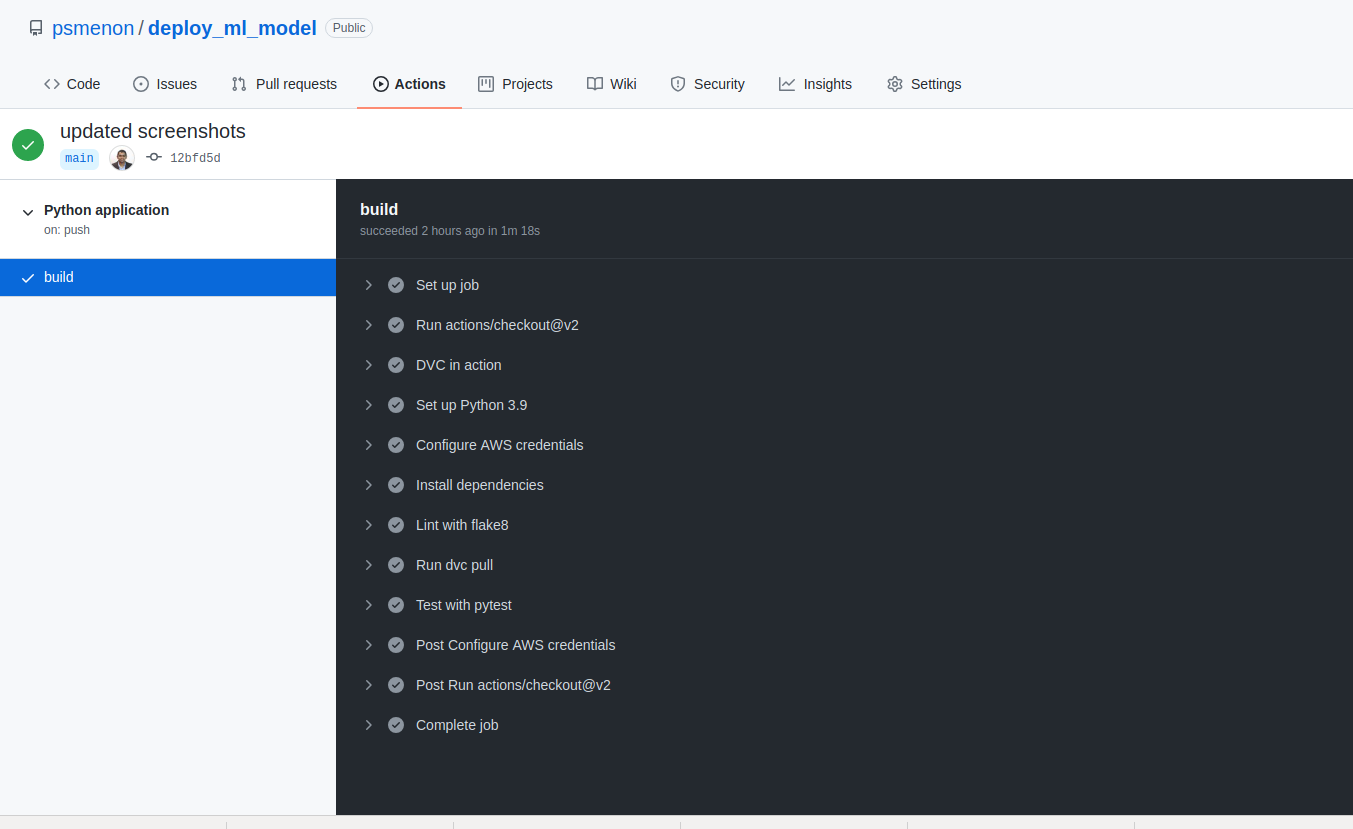 psmenon / deploy_ml_model Public
Code Issues Pull requests Actions Projects Wiki Security Insights Settings
updated screenshots
main 12bfd5d
Python application
on: push
build
build
succeeded 2 hours ago in 1m 18s
Set up job
Run actions/checkout@v2
DVC in action
Set up Python 3.9
Configure AWS credentials
Install dependencies
Lint with flake8
Run dvc pull
Test with pytest
Post Configure AWS credentials
Post Run actions/checkout@v2
Complete job